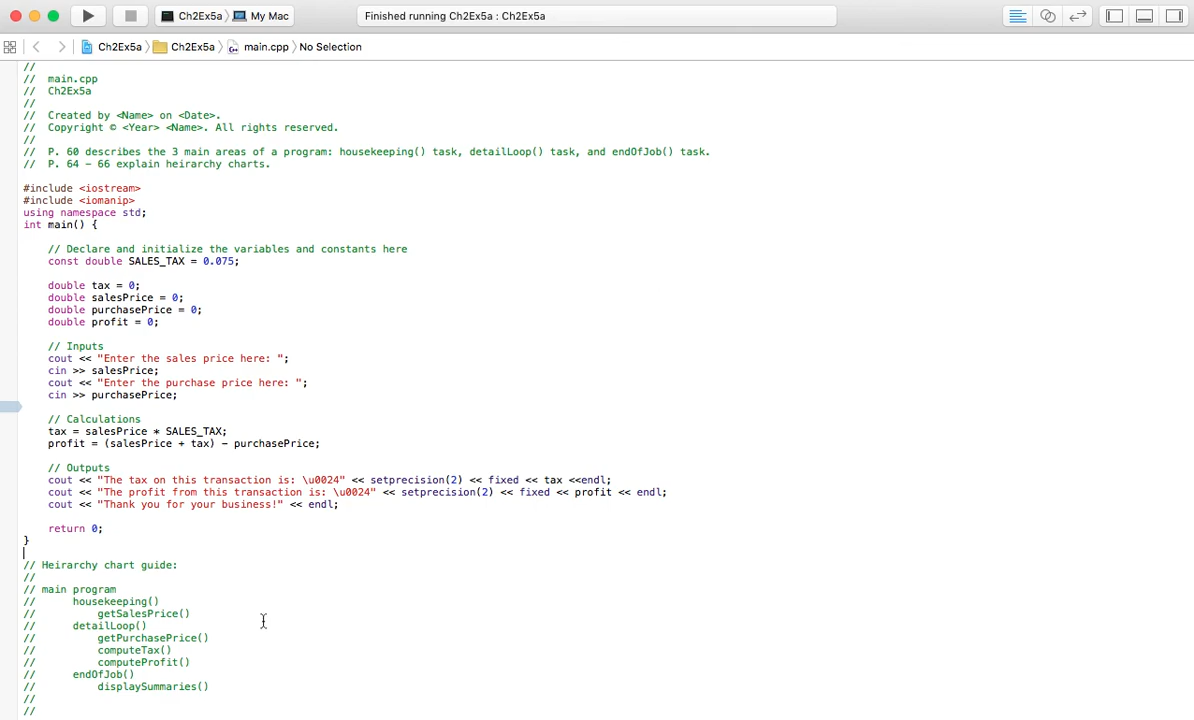 Ch2Ex5a My Mac
Finished running Ch2Ex5a : Ch2Ex5a
Ch2Ex5a Ch2Ex5a main.cpp No Selection
//
// main.cpp
// Ch2Ex5a
//
// Created by <Name> on <Date>.
// Copyright © <Year> <Name>. All rights reserved.
//
// P. 60 describes the 3 main areas of a program: housekeeping() task, detailLoop() task, and endOfJob() task.
// P. 64 - 66 explain heirarchy charts.
#include <iostream>
#include <iomanip>
using namespace std;
int main() {
// Declare and initialize the variables and constants here
const double SALES_TAX = 0.075;
double tax = 0;
double salesPrice = 0;
double purchasePrice = 0;
double profit = 0;
// Inputs
cout << "Enter the sales price here: ";
cin >> salesPrice;
cout << "Enter the purchase price here: ";
cin >> purchasePrice;
// Calculations
tax = salesPrice * SALES_TAX;
profit = (salesPrice + tax) - purchasePrice;
// Outputs
cout << "The tax on this transaction is: \u0024" << setprecision(2) << fixed << tax <<endl;
cout << "The profit from this transaction is: \u0024" << setprecision(2) << fixed << profit << endl;
cout << "Thank you for your business!" << endl;
return 0;
}
// Heirarchy chart guide:
//
// main program
// housekeeping()
// getSalesPrice()
// detailLoop()
// getPurchasePrice()
// computeTax()
// computeProfit()
// endOfJob()
// displaySummaries()
//
//